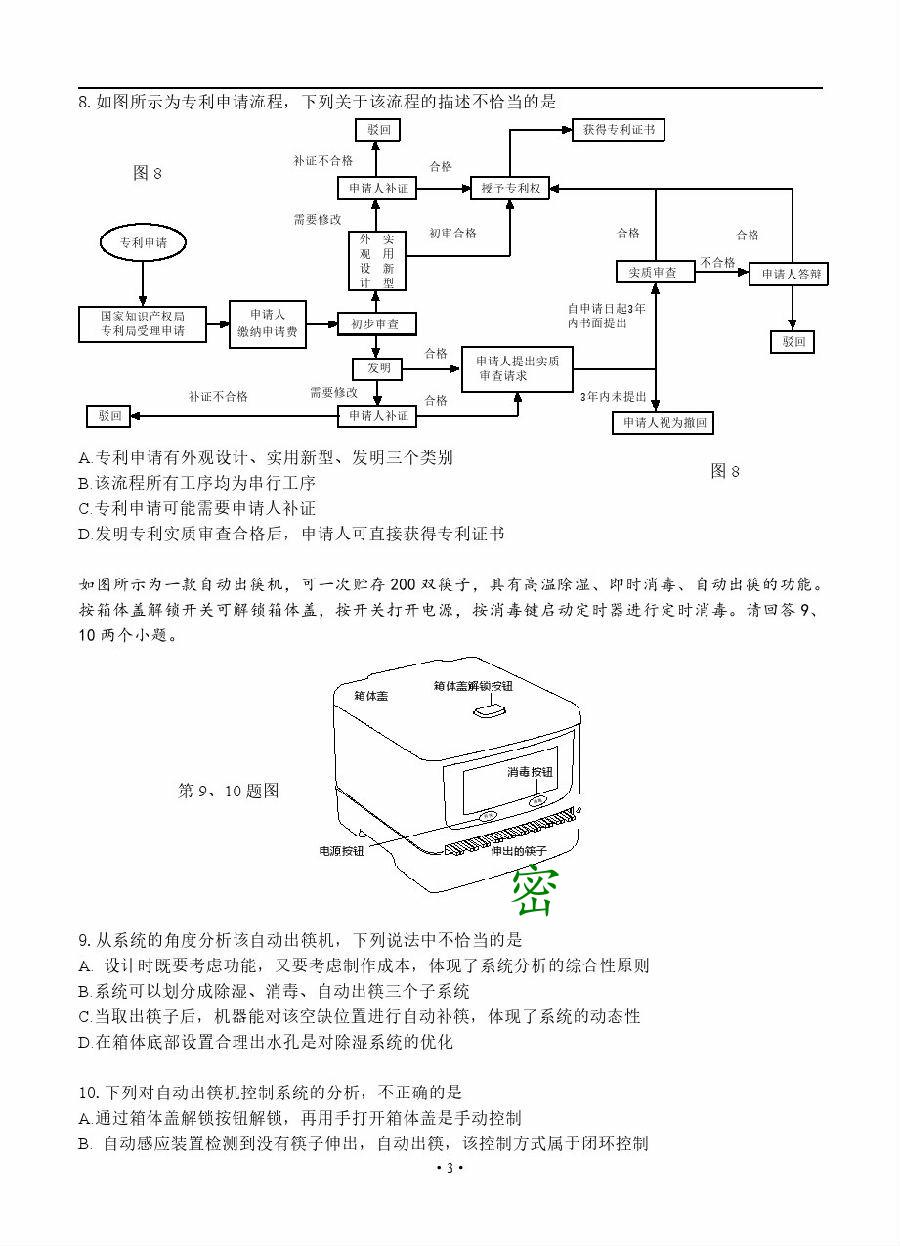 8.如图所示为专利申请流程，下列关于该流程的描述不恰当的是
驳回
获得专利证书
补证不合格
合格
图 8
申请人补证
授予专利权
需要修改
专利申请
外观设计
实用新型
初审合格
合格
合格
实质审查
不合格
申请人答辩
国家知识产权局
专利局受理申请
申请人
缴纳申请费
初步审查
自申请日起3年
内书面提出
驳回
发明
合格
申请人提出实质
审查请求
需要修改
补证不合格
驳回
申请人补证
合格
3年内未提出
申请人视为撤回
A.专利申请有外观设计、实用新型、发明三个类别
图 8
B.该流程所有工序均为串行工序
C.专利申请可能需要申请人补证
D.发明专利实质审查合格后，申请人可直接获得专利证书
如图所示为一款自动出筷机，可一次贮存 200 双筷子，具有高温除湿、即时消毒、自动出筷的功能。
按箱体盖解锁开关可解锁箱体盖，按开关打开电源，按消毒键启动定时器进行定时消毒。请回答 9、
10 两个小题。
箱体盖
箱体盖解锁按钮
消毒按钮
第 9、10 题图
电源按钮
伸出的筷子
密
9.从系统的角度分析该自动出筷机，下列说法中不恰当的是
A. 设计时既要考虑功能，又要考虑制作成本，体现了系统分析的综合性原则
B.系统可以划分成除湿、消毒、自动出筷三个子系统
C.当取出筷子后，机器能对该空缺位置进行自动补筷，体现了系统的动态性
D.在箱体底部设置合理出水孔是对除湿系统的优化
10.下列对自动出筷机控制系统的分析，不正确的是
A.通过箱体盖解锁按钮解锁，再用手打开箱体盖是手动控制
B. 自动感应装置检测到没有筷子伸出，自动出筷，该控制方式属于闭环控制
·3·